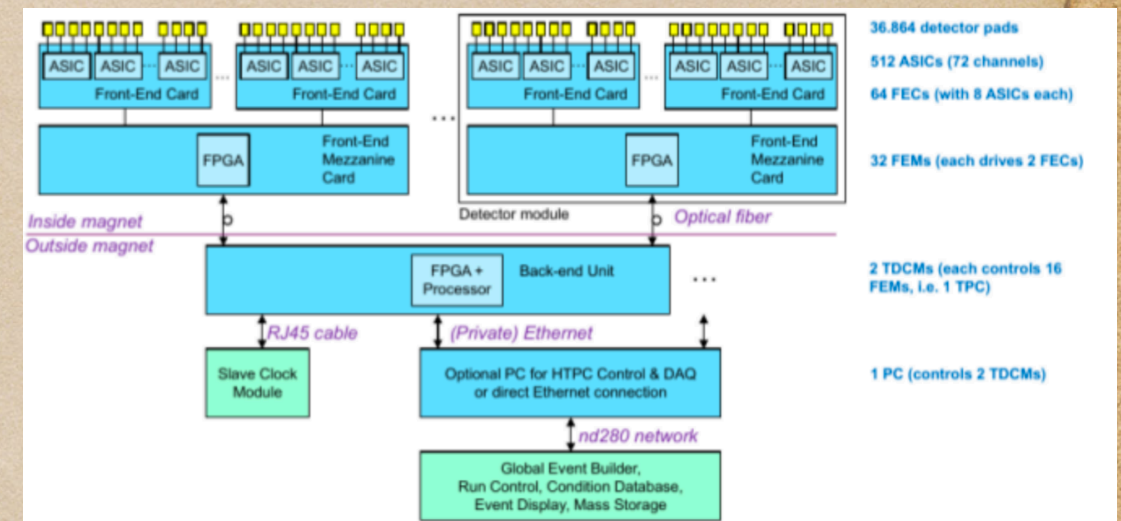 36.864 detector pads
ASIC ASIC ... ASIC ... ASIC ASIC ... ASIC
ASIC ASIC ... ASIC ... ASIC ASIC ... ASIC
512 ASICs (72 channels)
Front-End Card
Front-End Card
Front-End Card
Front-End Card
64 FECs (with 8 ASICs each)
...
FPGA
Front-End
Mezzanine
Card
FPGA
Front-End
Mezzanine
Card
32 FEMs (each drives 2 FECs)
Detector module
Optical fiber
Inside magnet
Outside magnet
FPGA +
Processor
Back-end Unit
...
2 TDCMs (each controls 16
FEMs, i.e. 1 TPC)
RJ45 cable
(Private) Ethernet
Slave Clock
Module
Optional PC for HTPC Control & DAQ
or direct Ethernet connection
1 PC (controls 2 TDCMs)
nd280 network
Global Event Builder,
Run Control, Condition Database,
Event Display, Mass Storage